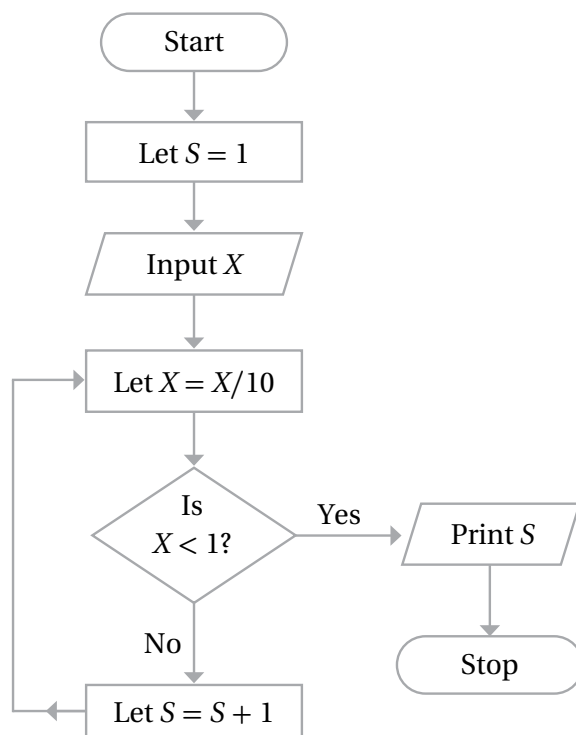 Start
Let S = 1
Input X
Let X = X/10
Is
X < 1?
Yes
Print S
No
Stop
Let S = S + 1